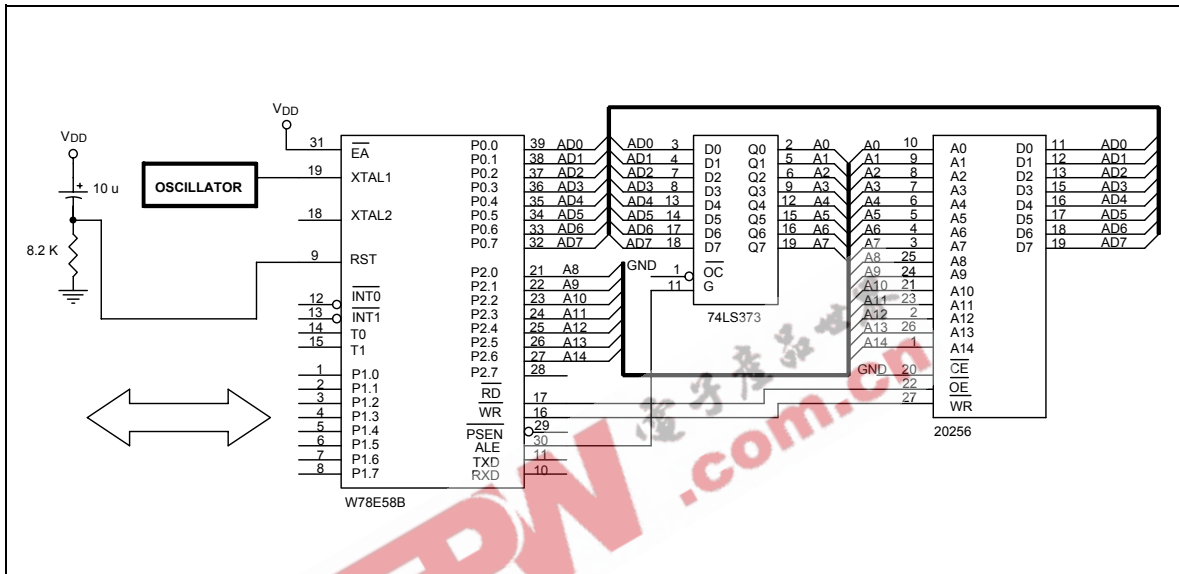 VDD
10 u
8.2 K
OSCILLATOR
VDD
31 EA
19 XTAL1
18 XTAL2
9 RST
12 INT0
13 INT1
14 T0
15 T1
1 P1.0
2 P1.1
3 P1.2
4 P1.3
5 P1.4
6 P1.5
7 P1.6
8 P1.7
P0.0 39 AD0
P0.1 38 AD1
P0.2 37 AD2
P0.3 36 AD3
P0.4 35 AD4
P0.5 34 AD5
P0.6 33 AD6
P0.7 32 AD7
P2.0 21 A8
P2.1 22 A9
P2.2 23 A10
P2.3 24 A11
P2.4 25 A12
P2.5 26 A13
P2.6 27 A14
P2.7 28
RD 17
WR 16
PSEN 29
ALE 30
TXD 11
RXD 10
W78E58B
AD0 3 D0 Q0 2 A0
AD1 4 D1 Q1 5 A1
AD2 7 D2 Q2 6 A2
AD3 8 D3 Q3 9 A3
AD4 13 D4 Q4 12 A4
AD5 14 D5 Q5 15 A5
AD6 17 D6 Q6 16 A6
AD7 18 D7 Q7 19 A7
GND 1 OC
11 G
74LS373
A0 10 A0 D0 11 AD0
A1 9 A1 D1 12 AD1
A2 8 A2 D2 13 AD2
A3 7 A3 D3 15 AD3
A4 6 A4 D4 16 AD4
A5 5 A5 D5 17 AD5
A6 4 A6 D6 18 AD6
A7 3 A7 D7 19 AD7
A8 25 A8
A9 24 A9
A10 21 A10
A11 23 A11
A12 2 A12
A13 26 A13
A14 1 A14
GND 20 CE
22 OE
27 WR
20256
電子產品世界
.com.cn